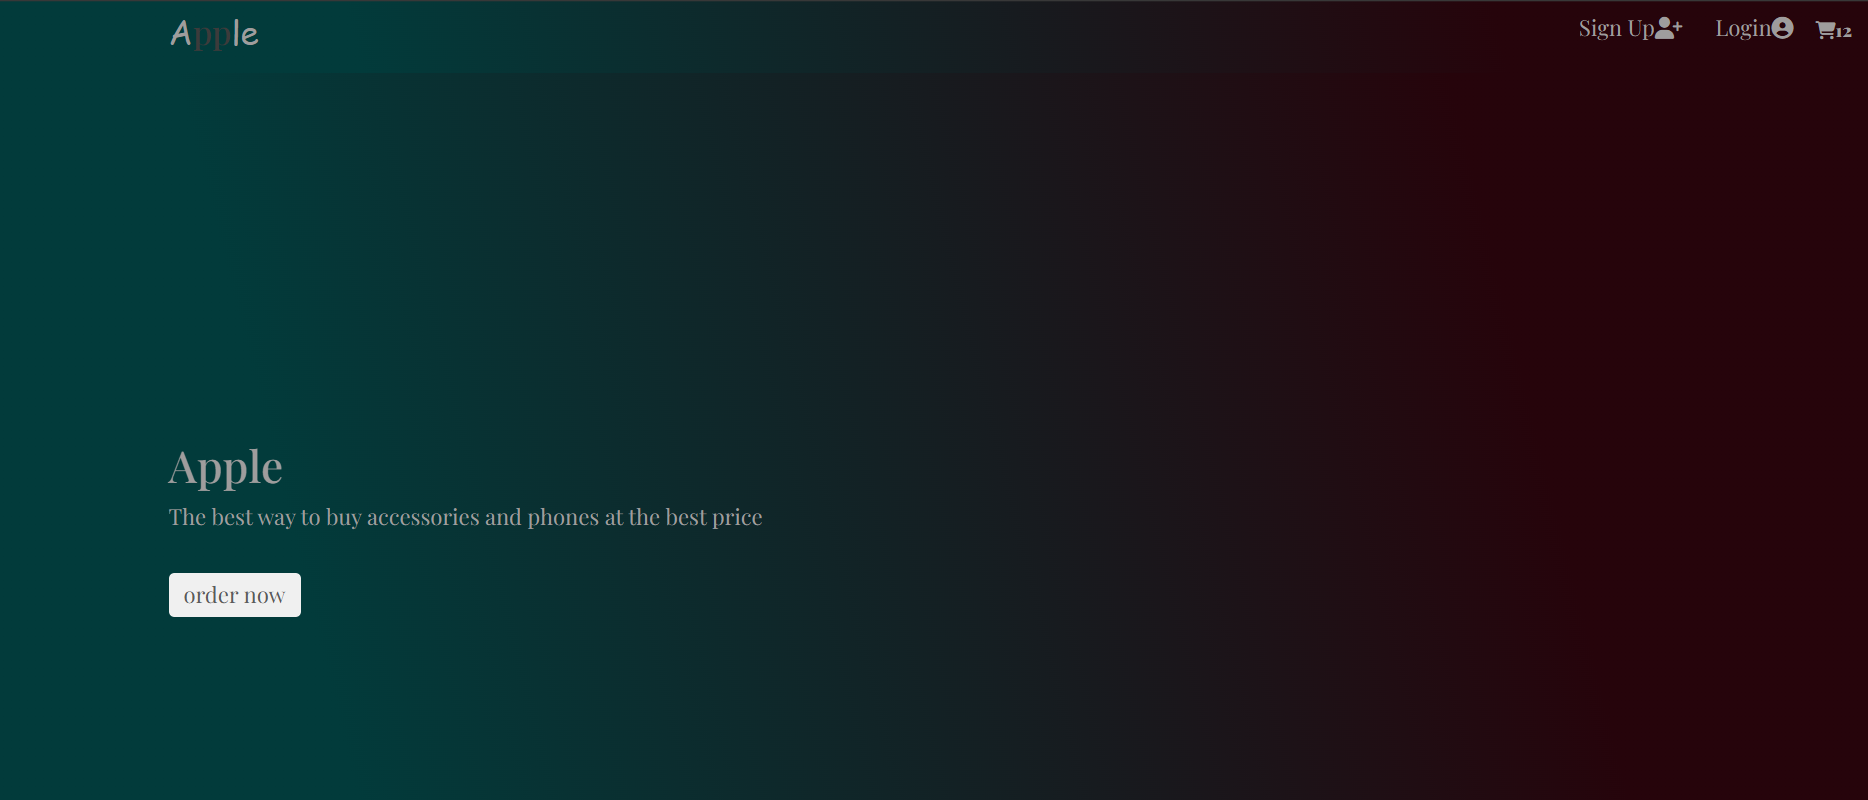 Apple
Sign Up
Login
12
Apple
The best way to buy accessories and phones at the best price
order now